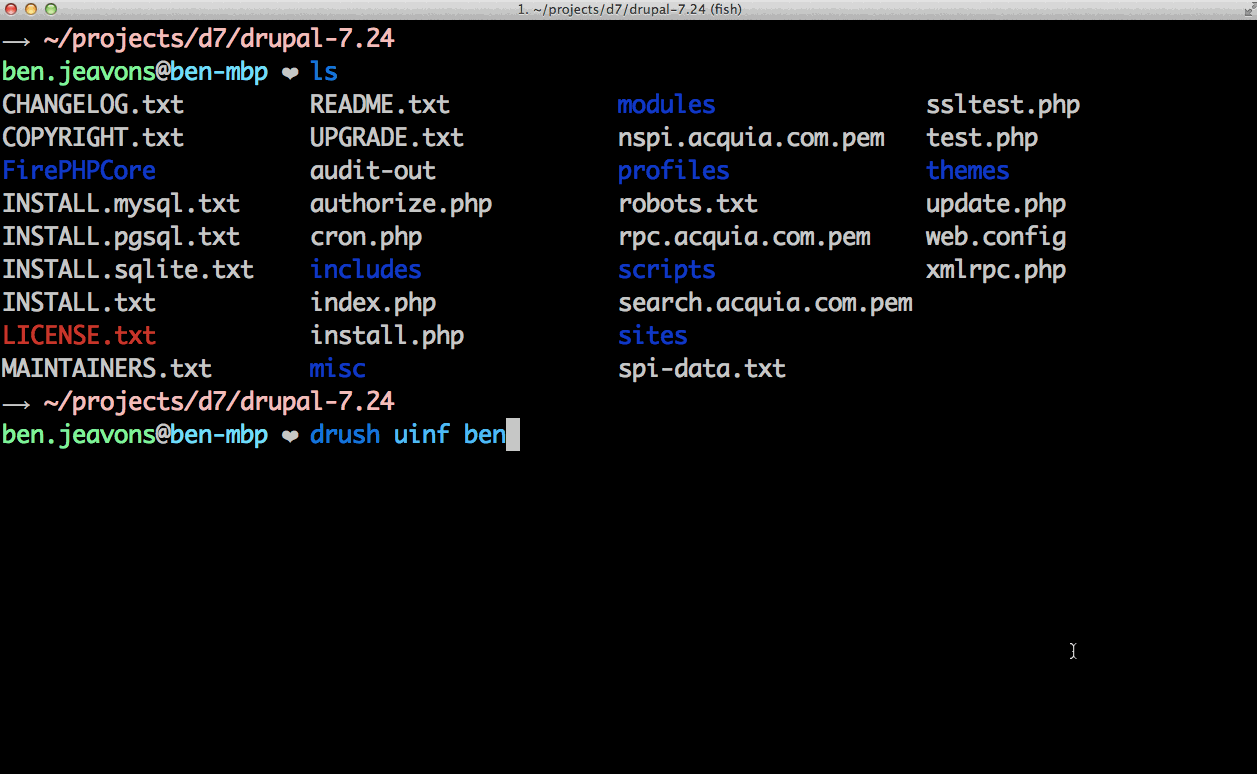 1. ~/projects/d7/drupal-7.24 (fish)
⟶ ~/projects/d7/drupal-7.24
ben.jeavons@ben-mbp ❤ ls
CHANGELOG.txt README.txt modules ssltest.php
COPYRIGHT.txt UPGRADE.txt nspi.acquia.com.pem test.php
FirePHPCore audit-out profiles themes
INSTALL.mysql.txt authorize.php robots.txt update.php
INSTALL.pgsql.txt cron.php rpc.acquia.com.pem web.config
INSTALL.sqlite.txt includes scripts xmlrpc.php
INSTALL.txt index.php search.acquia.com.pem
LICENSE.txt install.php sites
MAINTAINERS.txt misc spi-data.txt
⟶ ~/projects/d7/drupal-7.24
ben.jeavons@ben-mbp ❤ drush uinf ben